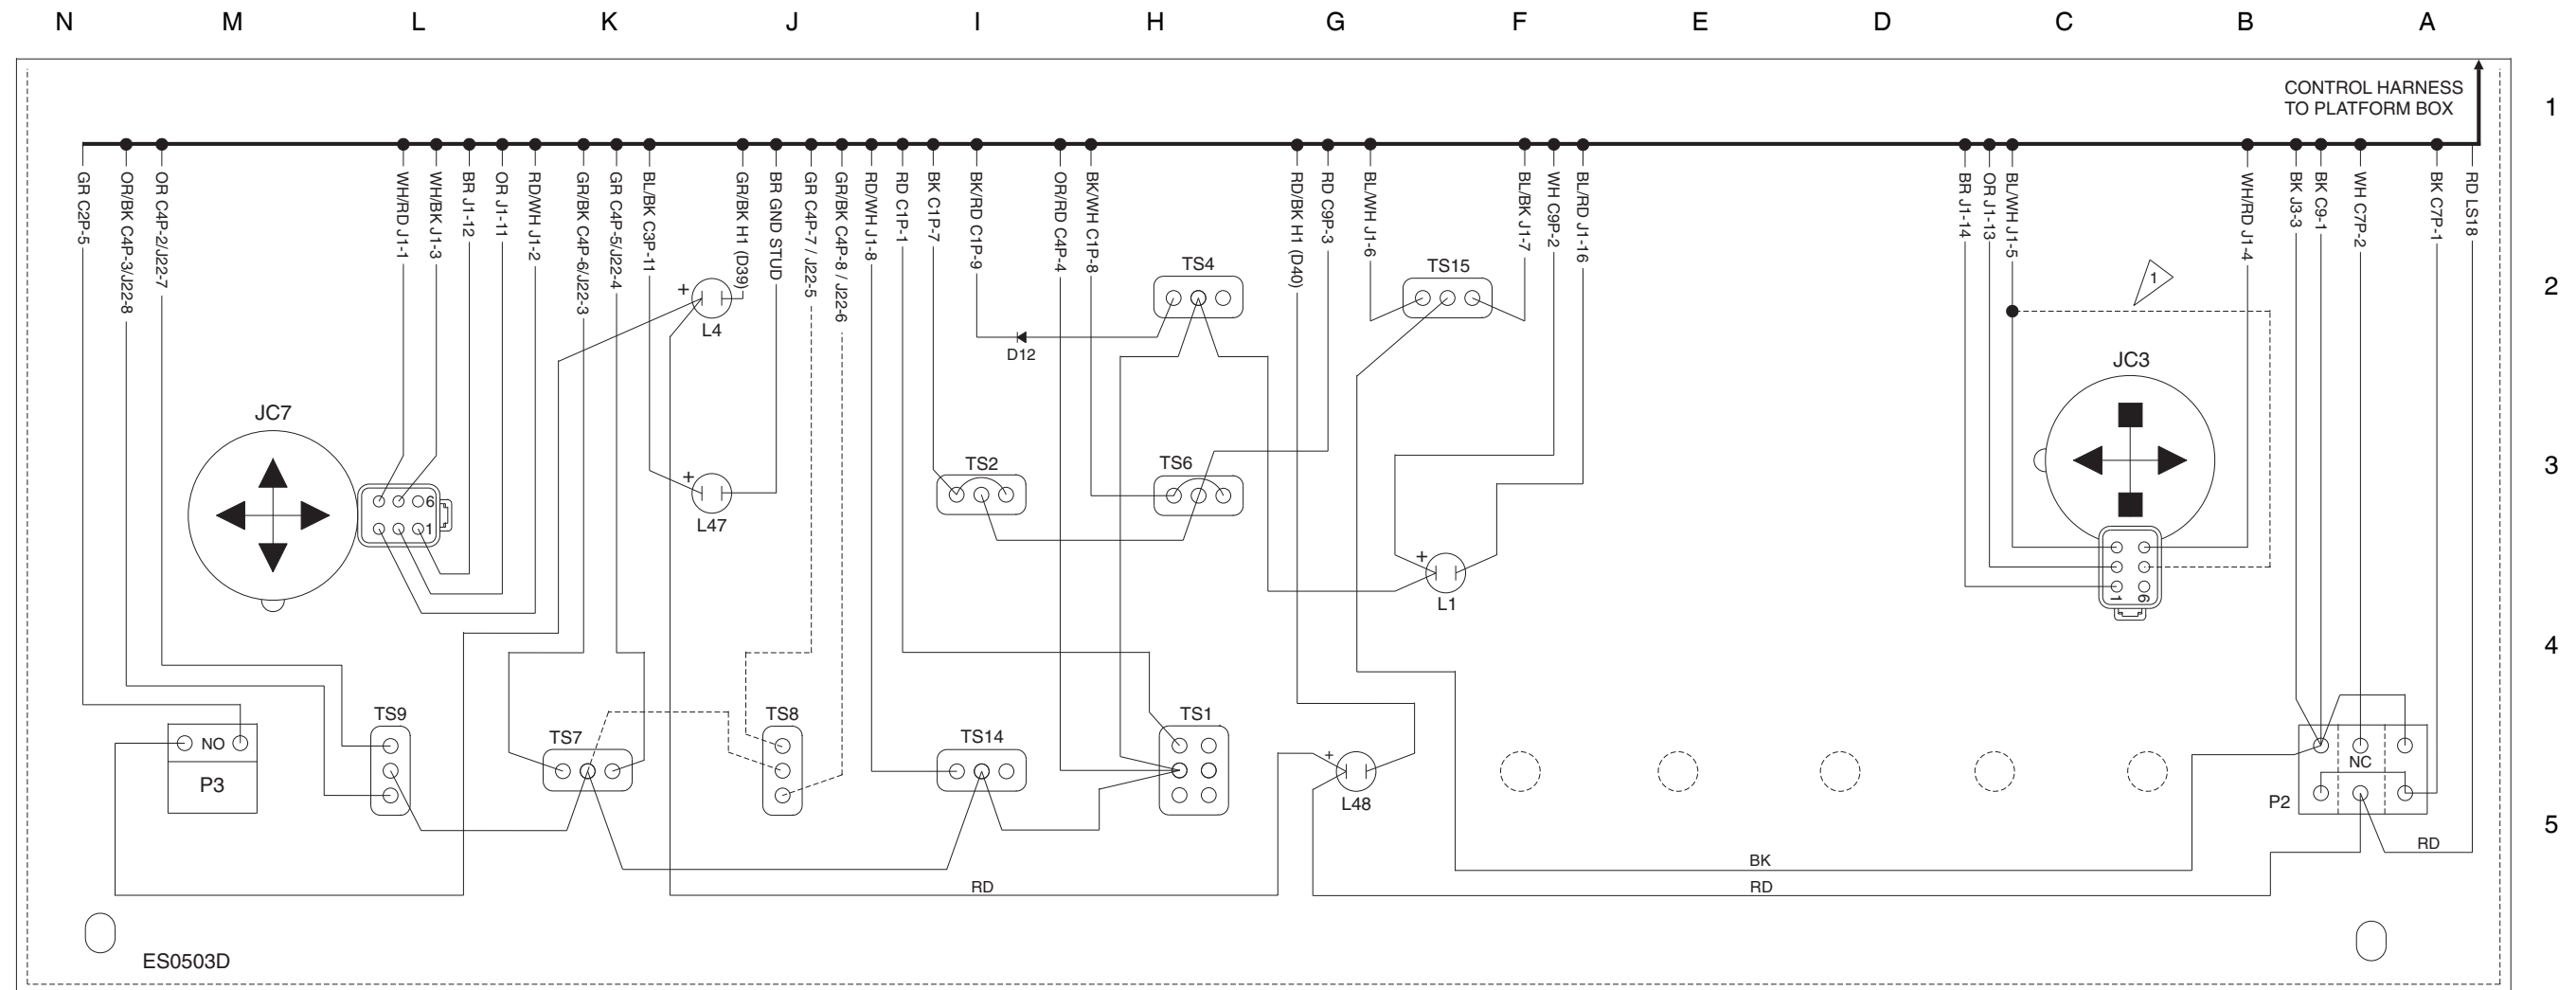 N M L K J I H G F E D C B A
CONTROL HARNESS
TO PLATFORM BOX
1
2
3
4
5
GR C2P-5
OR/BK C4P-3/J22-8
OR C4P-2/J22-7
WH/RD J1-1
WH/BK J1-3
BR J1-12
OR J1-11
RD/WH J1-2
GR/BK C4P-6/J22-3
GR C4P-5/J22-4
BL/BK C3P-11
GR/BK H1 (D39)
BR GND STUD
GR C4P-7 / J22-5
GR/BK C4P-8 / J22-6
RD/WH J1-8
RD C1P-1
BK C1P-7
BK/RD C1P-9
OR/RD C4P-4
BK/WH C1P-8
RD/BK H1 (D40)
RD C9P-3
BL/WH J1-6
BL/BK J1-7
WH C9P-2
BL/RD J1-16
BR J1-14
OR J1-13
BL/WH J1-5
WH/RD J1-4
BK J3-3
BK C9-1
WH C7P-2
BK C7P-1
RD LS18
TS4
TS15
1
+
L4
D12
JC3
JC7
TS2
TS6
6
1
+
L47
+
L1
1
6
TS9
TS7
TS8
TS14
TS1
NO
P3
+
L48
NC
P2
RD
BK
RD
RD
ES0503D